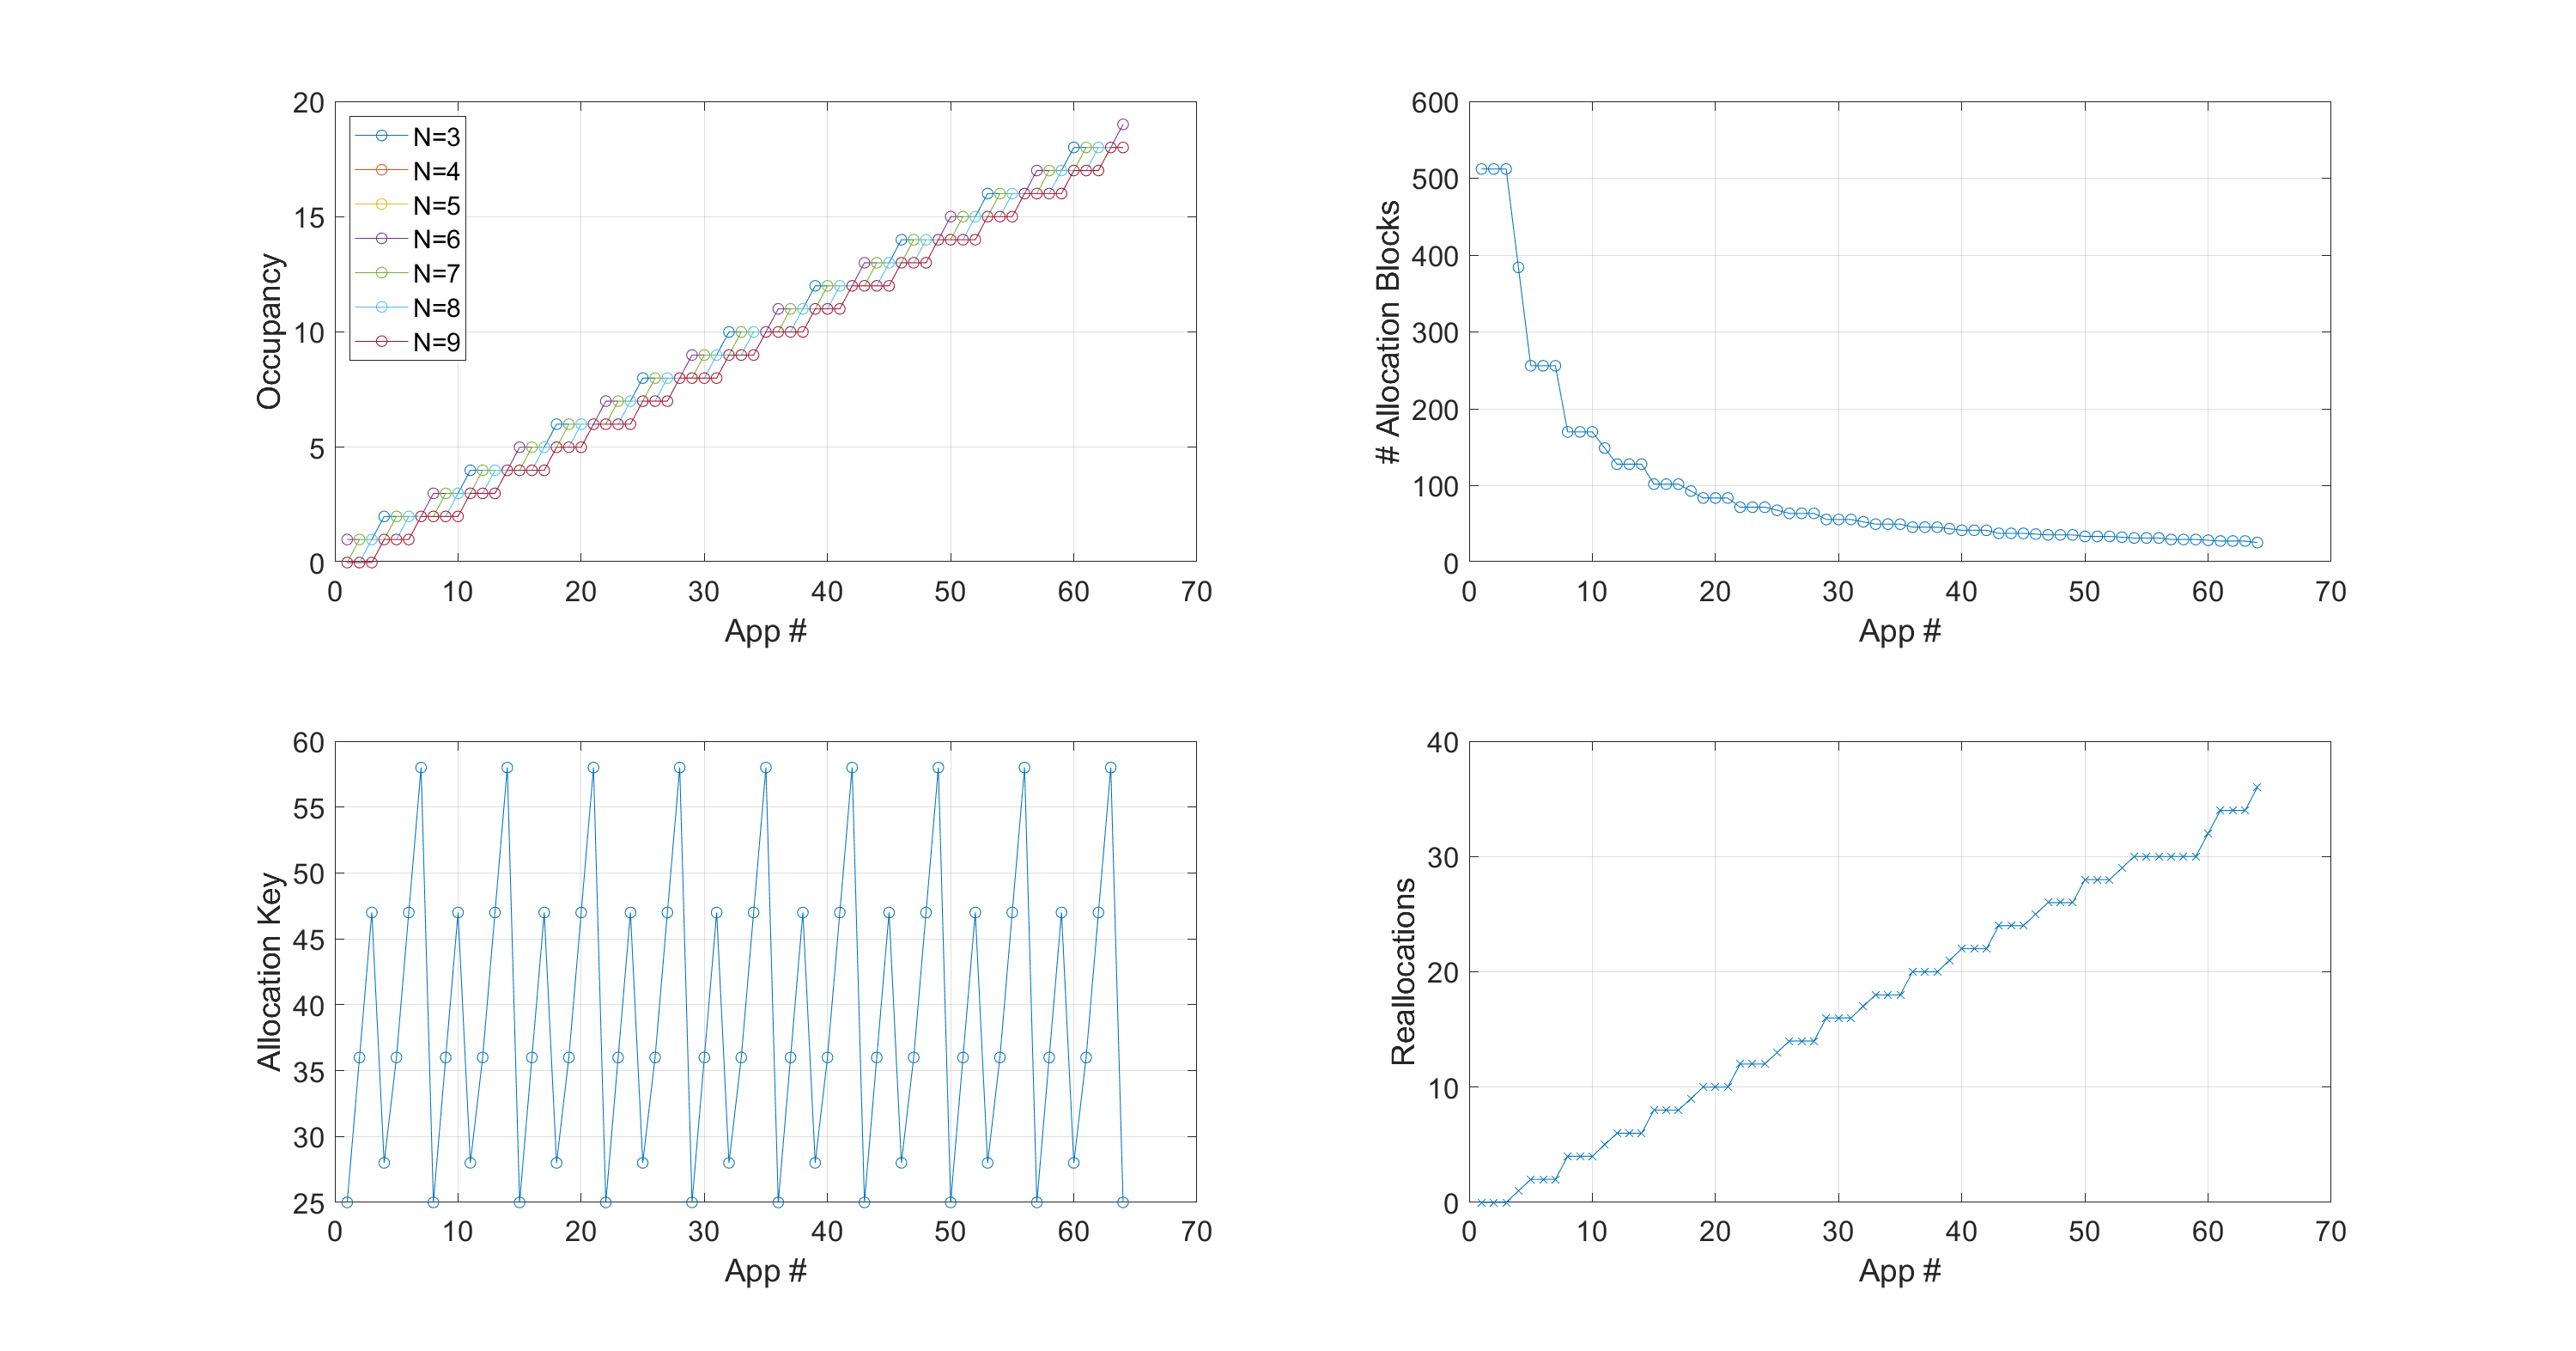 20
15
10
5
0
Occupancy
N=3
N=4
N=5
N=6
N=7
N=8
N=9
0 10 20 30 40 50 60 70
App #
600
500
400
300
200
100
0
# Allocation Blocks
0 10 20 30 40 50 60 70
App #
60
55
50
45
40
35
30
25
Allocation Key
0 10 20 30 40 50 60 70
App #
40
30
20
10
0
Reallocations
0 10 20 30 40 50 60 70
App #